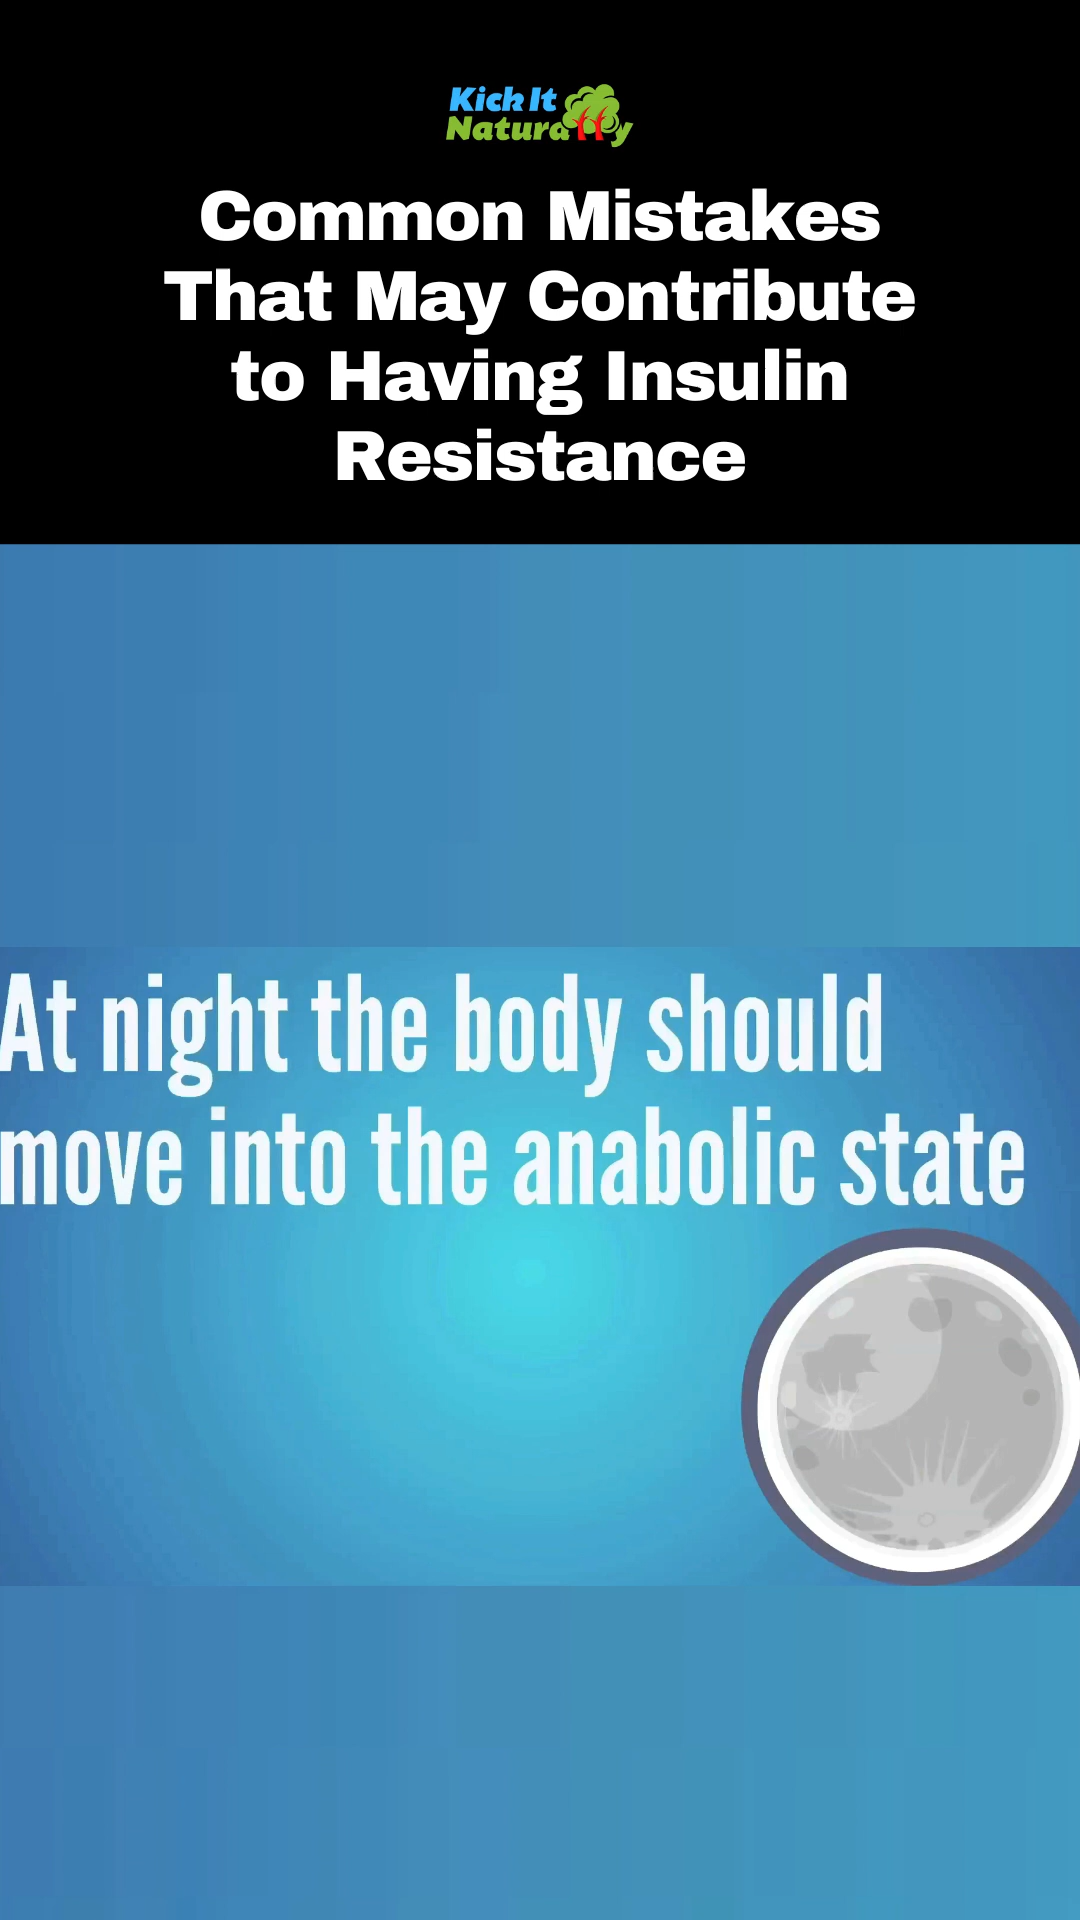 Kick It
Naturally
Common Mistakes
That May Contribute
to Having Insulin
Resistance
At night the body should
move into the anabolic state